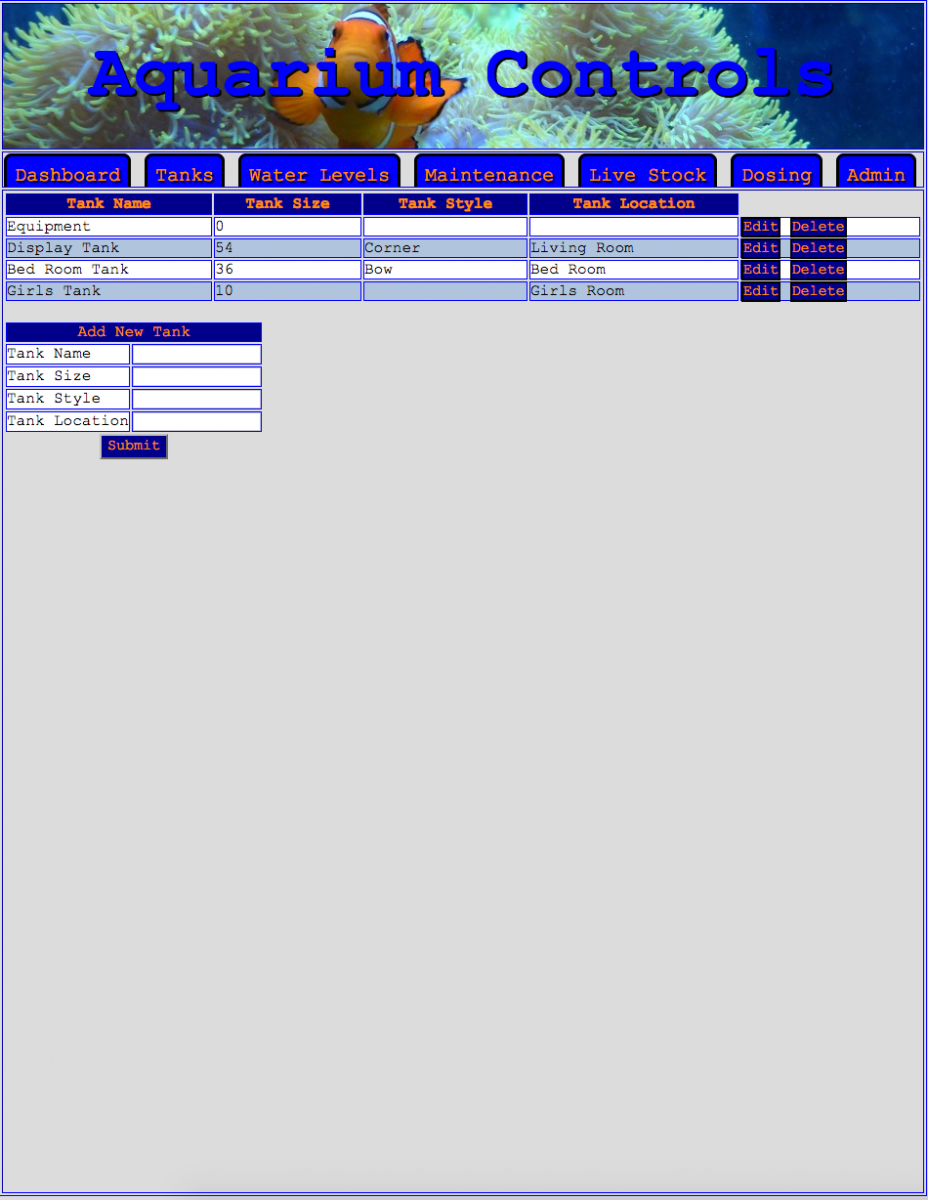 Aquarium Controls
Dashboard Tanks Water Levels Maintenance Live Stock Dosing Admin
Tank Name Tank Size Tank Style Tank Location
Equipment 0 Edit Delete
Display Tank 54 Corner Living Room Edit Delete
Bed Room Tank 36 Bow Bed Room Edit Delete
Girls Tank 10 Girls Room Edit Delete
Add New Tank
Tank Name
Tank Size
Tank Style
Tank Location
Submit